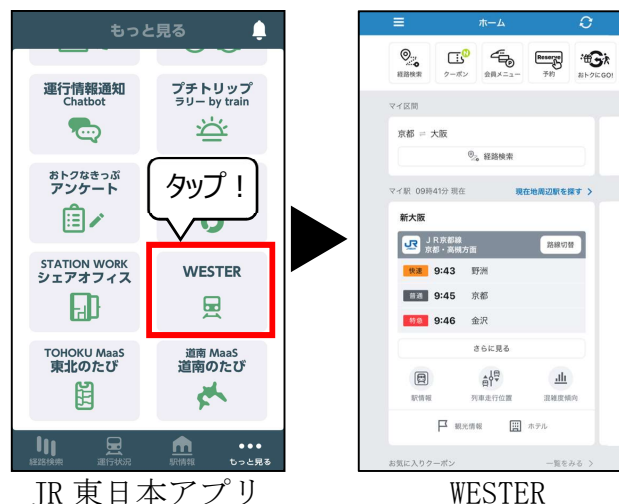 もっと見る
運行情報通知
Chatbot
プチトリップ
ラリー by train
おトクなきっぷ
アンケート
タップ！
STATION WORK
シェアオフィス
WESTER
TOHOKU MaaS
東北のたび
道南 MaaS
道南のたび
経路検索
運行状況
駅情報
もっと見る
JR東日本アプリ
ホーム
経路検索
N
クーポン
会員メニュー
Reserve
予約
おトクにGO!
マイ区間
京都 ⇌ 大阪
経路検索
マイ駅 09時41分 現在
現在地周辺駅を探す >
新大阪
JR
JR京都線
京都・高槻方面
路線切替
快速 9:43 野洲
普通 9:45 京都
特急 9:46 金沢
さらに見る
駅情報
列車走行位置
混雑度傾向
観光情報
ホテル
お気に入りクーポン
一覧をみる >
WESTER